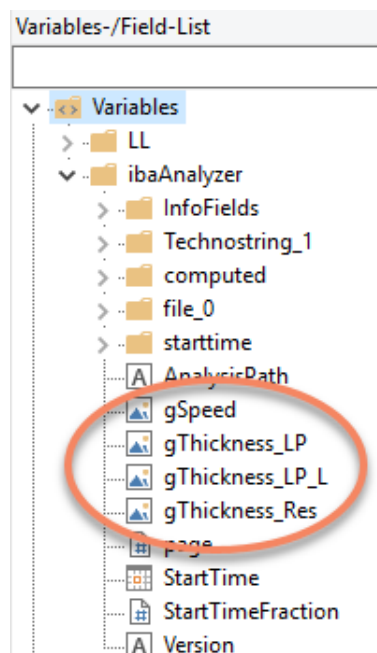 Variables-/Field-List
Variables
LL
ibaAnalyzer
InfoFields
Technostring_1
computed
file_0
starttime
A AnalysisPath
gSpeed
gThickness_LP
gThickness_LP_L
gThickness_Res
# page
StartTime
# StartTimeFraction
A Version